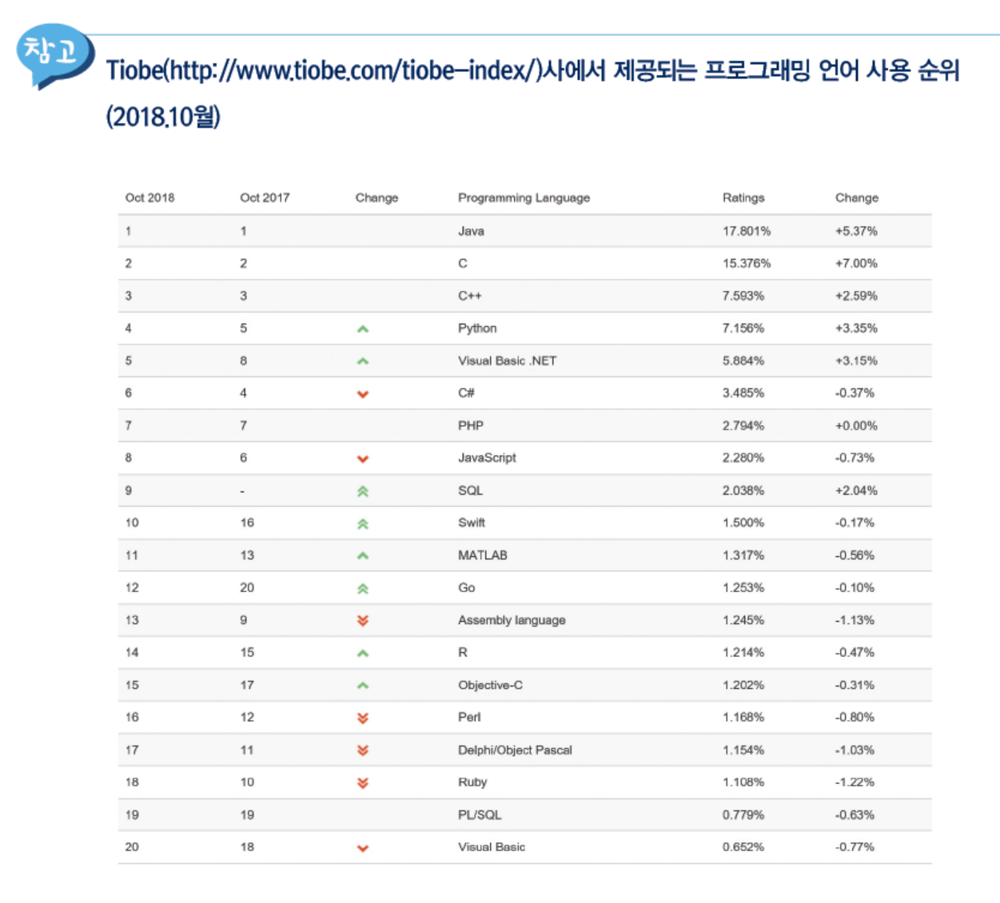 참고
Tiobe(http://www.tiobe.com/tiobe-index/)사에서 제공되는 프로그래밍 언어 사용 순위
(2018.10월)
Oct 2018 Oct 2017 Change Programming Language Ratings Change
1 1 Java 17.801% +5.37%
2 2 C 15.376% +7.00%
3 3 C++ 7.593% +2.59%
4 5 Python 7.156% +3.35%
5 8 Visual Basic .NET 5.884% +3.15%
6 4 C# 3.485% -0.37%
7 7 PHP 2.794% +0.00%
8 6 JavaScript 2.280% -0.73%
9 - SQL 2.038% +2.04%
10 16 Swift 1.500% -0.17%
11 13 MATLAB 1.317% -0.56%
12 20 Go 1.253% -0.10%
13 9 Assembly language 1.245% -1.13%
14 15 R 1.214% -0.47%
15 17 Objective-C 1.202% -0.31%
16 12 Perl 1.168% -0.80%
17 11 Delphi/Object Pascal 1.154% -1.03%
18 10 Ruby 1.108% -1.22%
19 19 PL/SQL 0.779% -0.63%
20 18 Visual Basic 0.652% -0.77%